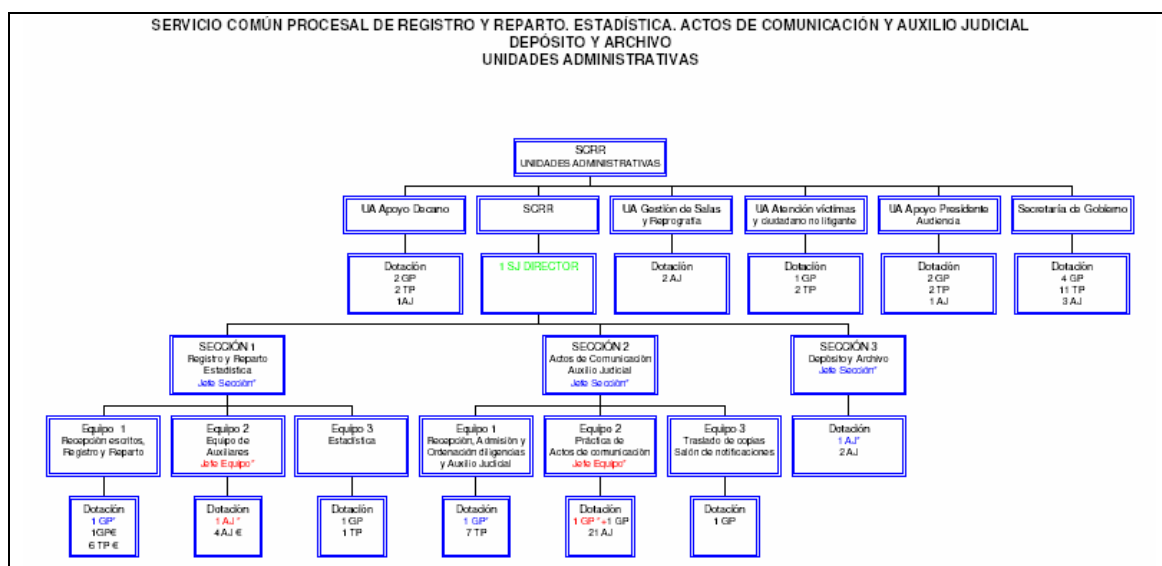 SERVICIO COMÚN PROCESAL DE REGISTRO Y REPARTO. ESTADÍSTICA. ACTOS DE COMUNICACIÓN Y AUXILIO JUDICIAL
DEPÓSITO Y ARCHIVO
UNIDADES ADMINISTRATIVAS
SCRR
UNIDADES ADMINISTRATIVAS
UA Apoyo Decano
SCRR
UA Gestión de Salas
y Reprografía
UA Atención víctimas
y ciudadano no litigante
UA Apoyo Presidente
Audiencia
Secretaría de Gobierno
Dotación
2 GP
2 TP
1AJ
1 SJ DIRECTOR
Dotación
2 AJ
Dotación
1 GP
2 TP
Dotación
2 GP
2 TP
1 AJ
Dotación
4 GP
11 TP
3 AJ
SECCIÓN 1
Registro y Reparto
Estadística
Jefe Sección*
SECCIÓN 2
Actos de Comunicación
Auxilio Judicial
Jefe Sección*
SECCIÓN 3
Depósito y Archivo
Jefe Sección*
Equipo 1
Recepción escritos,
Registro y Reparto
Equipo 2
Equipo de
Auxiliares
Jefe Equipo*
Equipo 3
Estadística
Equipo 1
Recepción, Admisión y
Ordenación diligencias
y Auxilio Judicial
Equipo 2
Práctica de
Actos de comunicación
Jefe Equipo*
Equipo 3
Traslado de copias
Salón de notificaciones
Dotación
1 AJ*
2 AJ
Dotación
1 GP*
1GP€
6 TP €
Dotación
1 AJ *
4 AJ €
Dotación
1 GP
1 TP
Dotación
1 GP*
7 TP
Dotación
1 GP *+1 GP
21 AJ
Dotación
1 GP